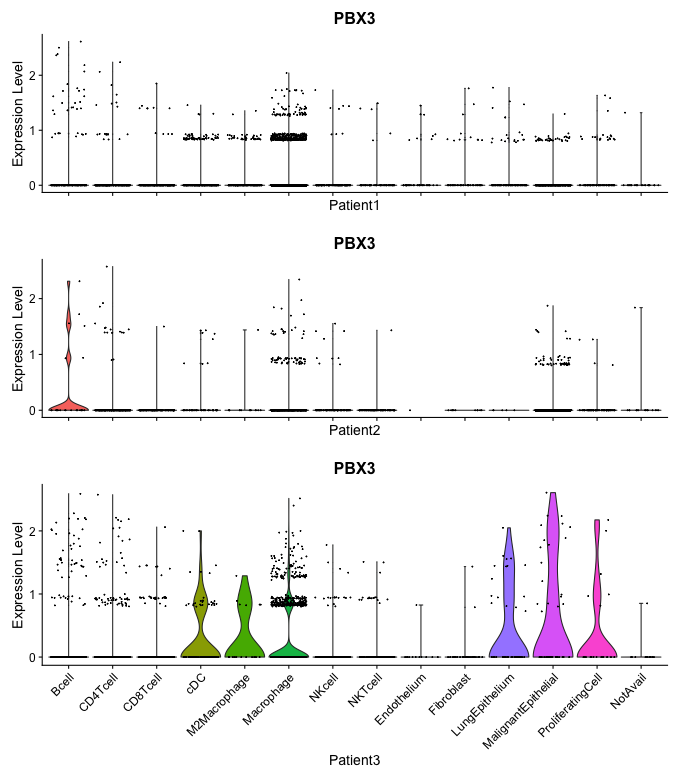 PBX3
Expression Level
2
1
0
Patient1
PBX3
Expression Level
2
1
0
Patient2
PBX3
Expression Level
2
1
0
Bcell
CD4Tcell
CD8Tcell
cDC
M2Macrophage
Macrophage
NKcell
NKTcell
Endothelium
Fibroblast
LungEpithelium
MalignantEpithelial
ProliferatingCell
NotAvail
Patient3